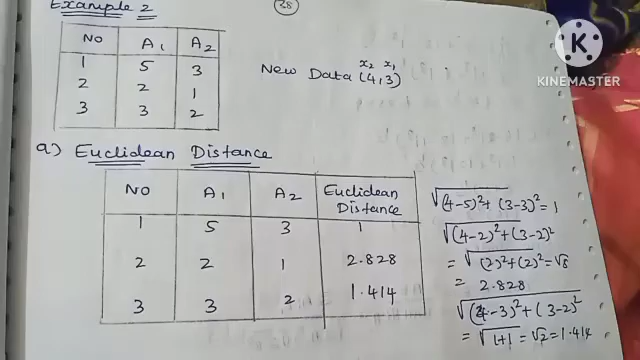 Example 2
28
NO A1 A2
1 5 3
2 2 1
3 3 2
x2 x1
New Data (4,3)
KINEMASTER
a) Euclidean Distance
NO A1 A2 Euclidean Distance
1 5 3 1
2 2 1 2.828
3 3 2 1.414
√(4-5)²+(3-3)² = 1
√(4-2)²+(3-2)²
= √(2)²+(2)² = √8
= 2.828
√(4-3)²+(3-2)²
= √1+1 = √2 = 1.414